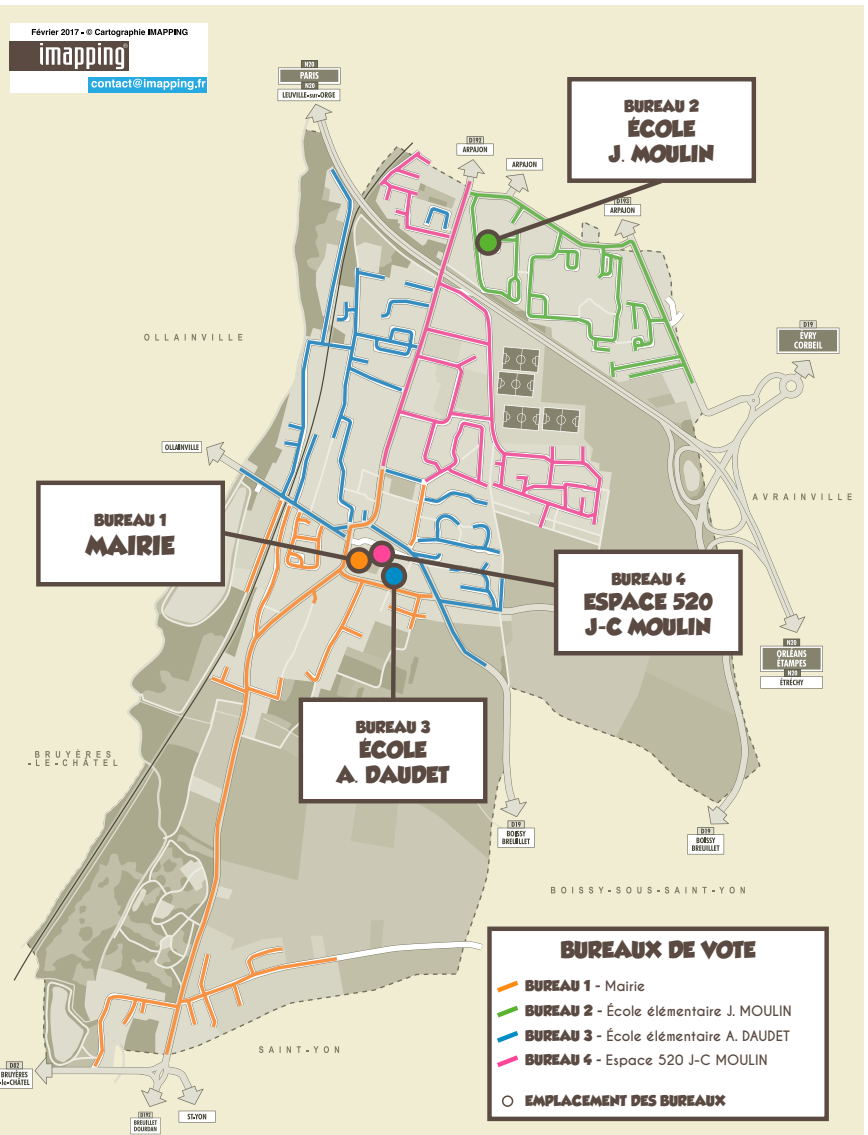 Février 2017 - © Cartographie IMAPPING
imapping®
contact@imapping.fr
N20
PARIS
N20
LEUVILLE-SUR-ORGE
D192
ARPAJON
ARPAJON
D193
ARPAJON
BUREAU 2
ÉCOLE
J. MOULIN
OLLAINVILLE
D19
ÉVRY
CORBEIL
OLLAINVILLE
AVRAINVILLE
BUREAU 1
MAIRIE
BUREAU 4
ESPACE 520
J-C MOULIN
N20
ORLÉANS
ÉTAMPES
N20
ÉTRÉCHY
BUREAU 3
ÉCOLE
A. DAUDET
BRUYÈRES
-LE-CHÂTEL
D19
BOISSY
BREUILLET
D19
BOISSY
BREUILLET
BOISSY-SOUS-SAINT-YON
BUREAUX DE VOTE
BUREAU 1 - Mairie
BUREAU 2 - École élémentaire J. MOULIN
BUREAU 3 - École élémentaire A. DAUDET
BUREAU 4 - Espace 520 J-C MOULIN
EMPLACEMENT DES BUREAUX
SAINT-YON
D82
BRUYÈRES
-le-CHÂTEL
D192
BREUILLET
DOURDAN
ST-YON